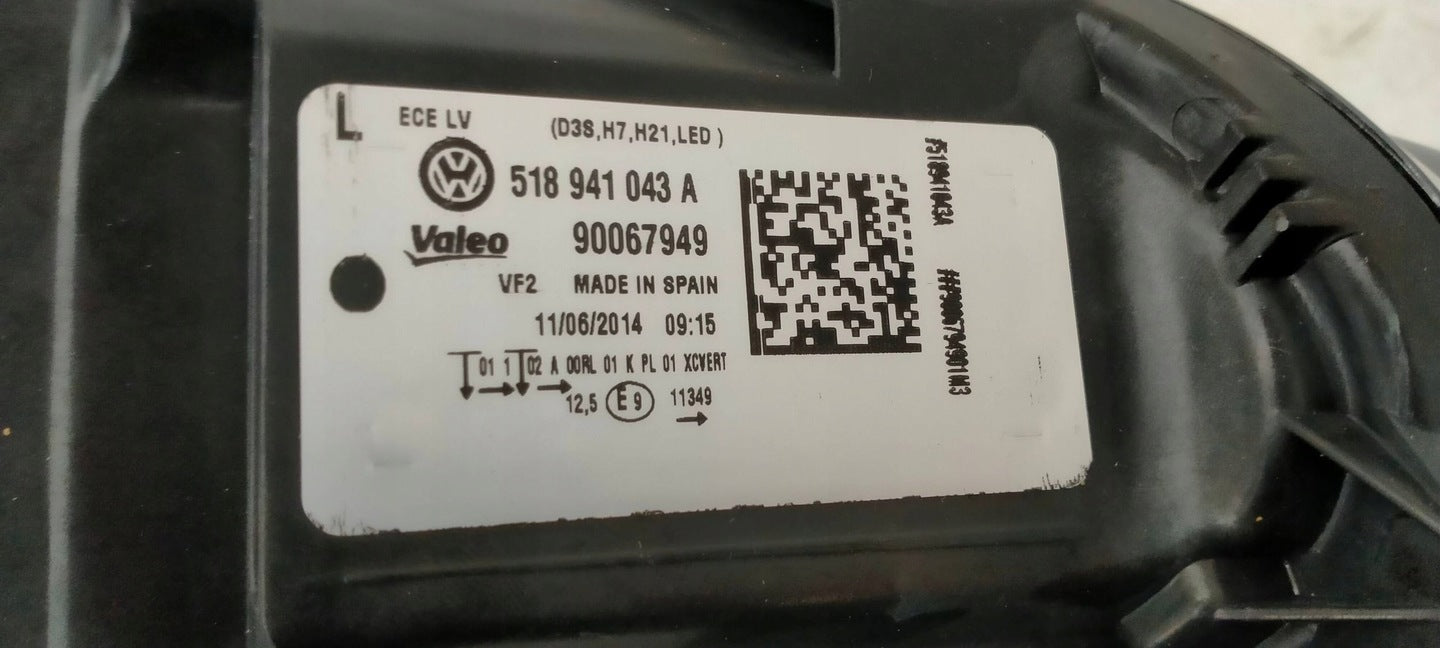 L ECE LV (D3S,H7,H21,LED )
518 941 043 A
Valeo 90067949
VF2 MADE IN SPAIN
11/06/2014 09:15
01 1 02 A 00RL 01 K PL 01 XCVERT
12,5 E9 11349